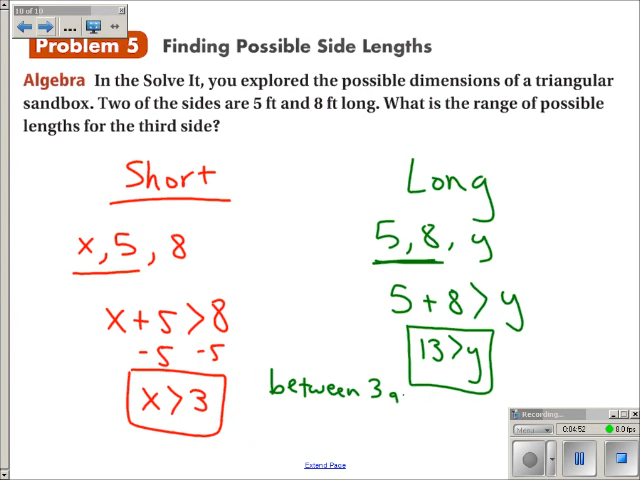 10 of 10
Problem 5 Finding Possible Side Lengths
Algebra In the Solve It, you explored the possible dimensions of a triangular
sandbox. Two of the sides are 5 ft and 8 ft long. What is the range of possible
lengths for the third side?
Short
x, 5, 8
x + 5 > 8
-5 -5
x > 3
Long
5, 8, y
5 + 8 > y
13 > y
between 3
Extend Page
Recording...
Menu
0:04:52
0.0 fps